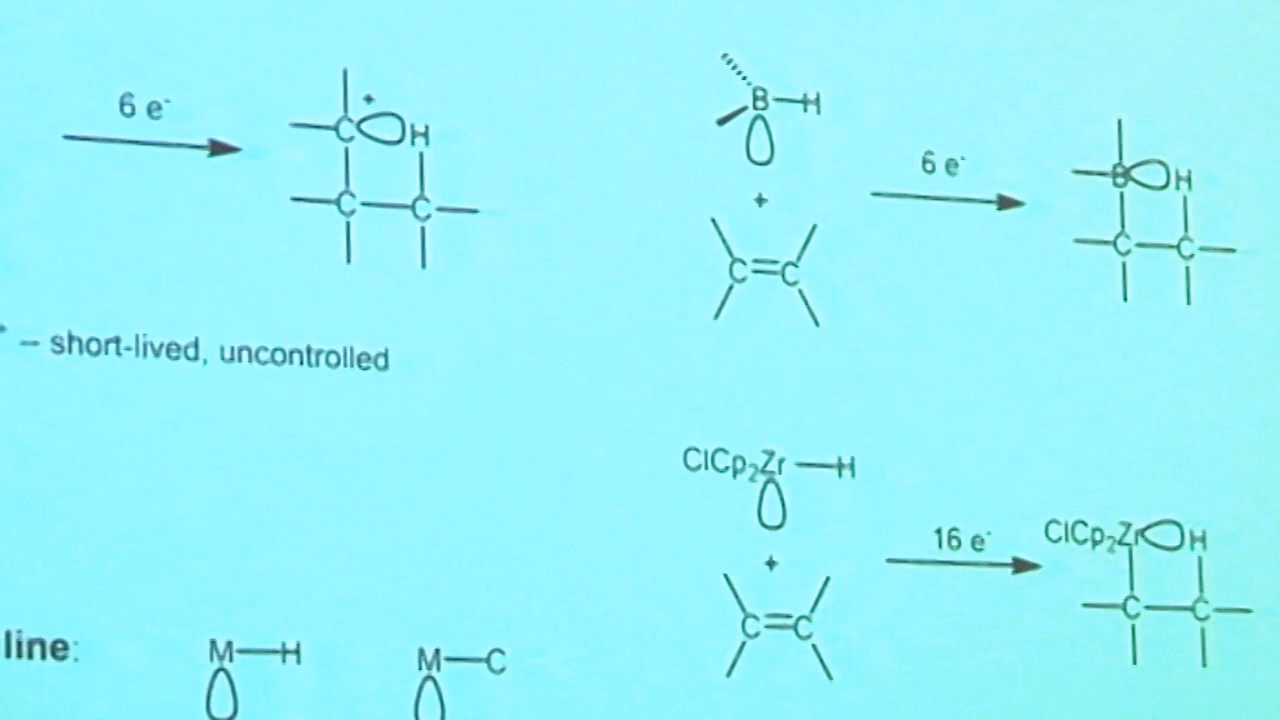 6 e-
+
C H
C C
– short-lived, uncontrolled
B H
+
C C
6 e-
B H
C C
ClCp2Zr H
+
C C
16 e-
ClCp2Zr H
C C
line:
M H
M C